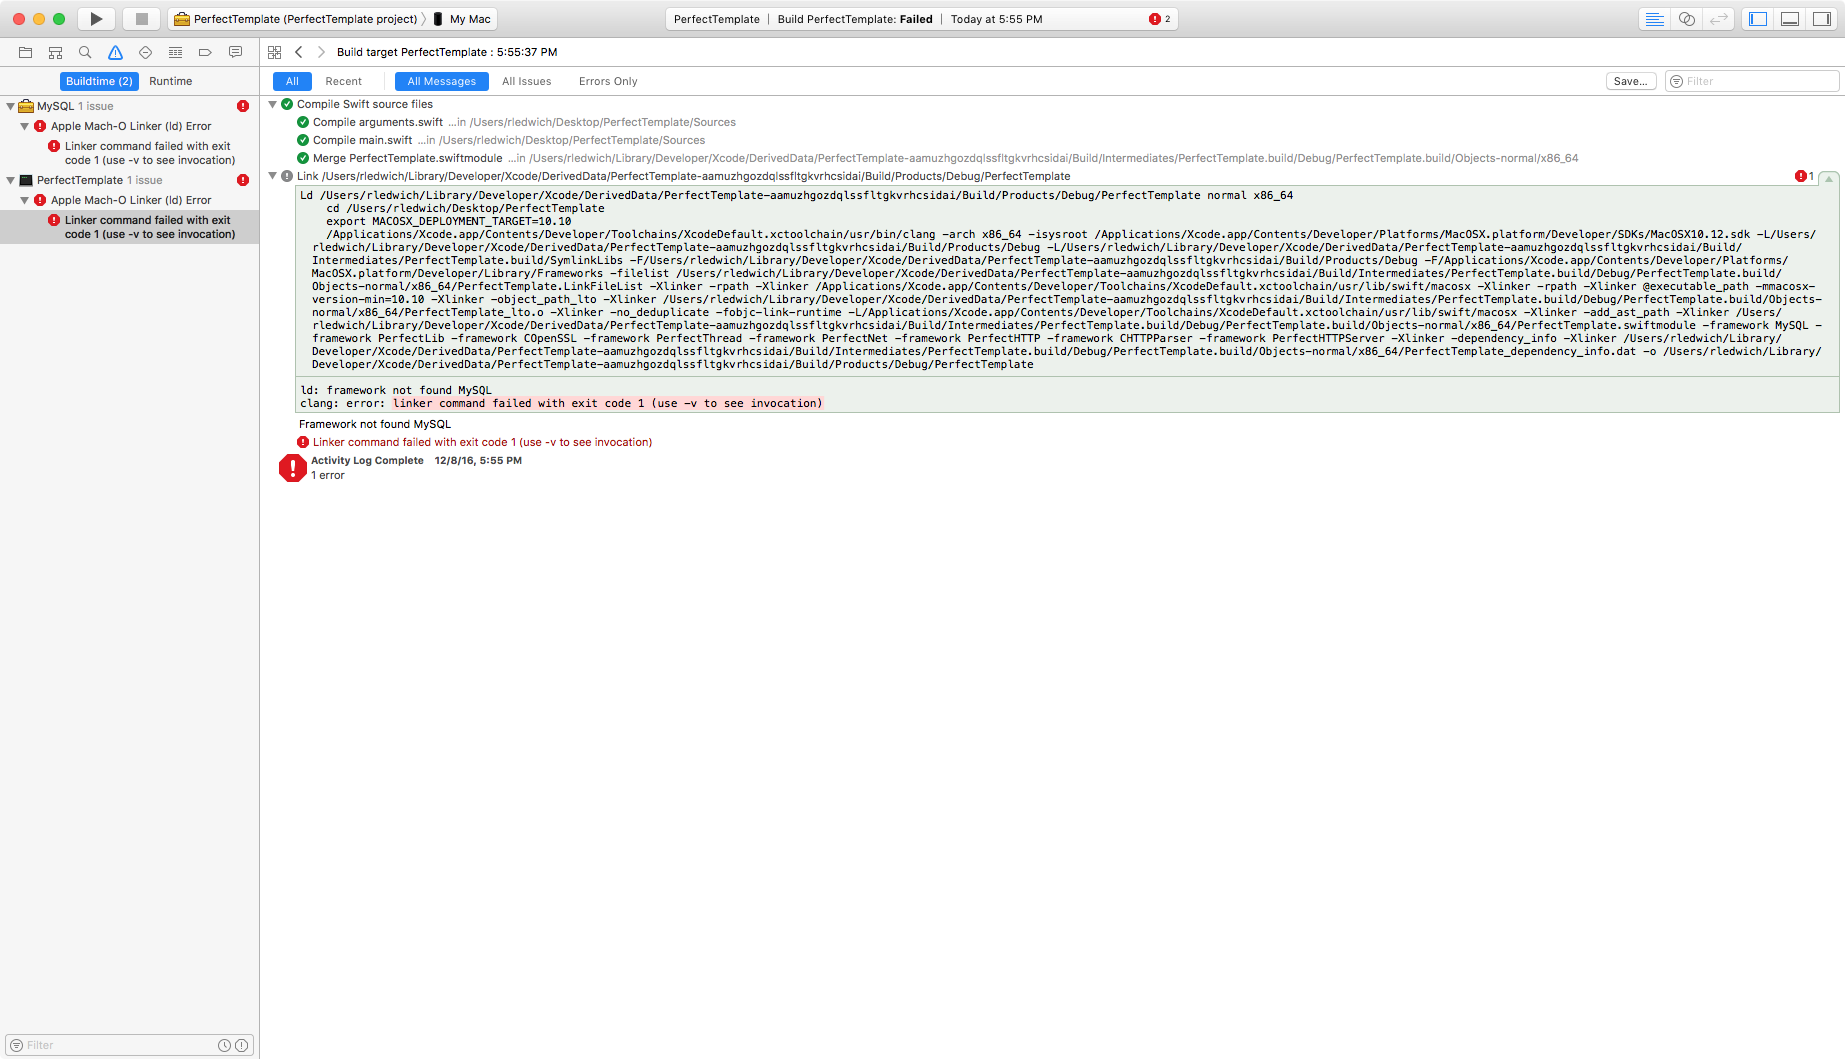 PerfectTemplate (PerfectTemplate project) 〉 My Mac
PerfectTemplate | Build PerfectTemplate: Failed | Today at 5:55 PM
2
Build target PerfectTemplate : 5:55:37 PM
Buildtime (2) Runtime
All Recent All Messages All Issues Errors Only
Save... Filter
MySQL 1 issue
Apple Mach-O Linker (ld) Error
Linker command failed with exit
code 1 (use -v to see invocation)
PerfectTemplate 1 issue
Apple Mach-O Linker (ld) Error
Linker command failed with exit
code 1 (use -v to see invocation)
Filter
Compile Swift source files
Compile arguments.swift ...in /Users/rledwich/Desktop/PerfectTemplate/Sources
Compile main.swift ...in /Users/rledwich/Desktop/PerfectTemplate/Sources
Merge PerfectTemplate.swiftmodule ...in /Users/rledwich/Library/Developer/Xcode/DerivedData/PerfectTemplate-aamuzhgozdqlssfltgkvrhcsidai/Build/Intermediates/PerfectTemplate.build/Debug/PerfectTemplate.build/Objects-normal/x86_64
Link /Users/rledwich/Library/Developer/Xcode/DerivedData/PerfectTemplate-aamuzhgozdqlssfltgkvrhcsidai/Build/Products/Debug/PerfectTemplate
1
Ld /Users/rledwich/Library/Developer/Xcode/DerivedData/PerfectTemplate-aamuzhgozdqlssfltgkvrhcsidai/Build/Products/Debug/PerfectTemplate normal x86_64
cd /Users/rledwich/Desktop/PerfectTemplate
export MACOSX_DEPLOYMENT_TARGET=10.10
/Applications/Xcode.app/Contents/Developer/Toolchains/XcodeDefault.xctoolchain/usr/bin/clang -arch x86_64 -isysroot /Applications/Xcode.app/Contents/Developer/Platforms/MacOSX.platform/Developer/SDKs/MacOSX10.12.sdk -L/Users/
rledwich/Library/Developer/Xcode/DerivedData/PerfectTemplate-aamuzhgozdqlssfltgkvrhcsidai/Build/Products/Debug -L/Users/rledwich/Library/Developer/Xcode/DerivedData/PerfectTemplate-aamuzhgozdqlssfltgkvrhcsidai/Build/
Intermediates/PerfectTemplate.build/SymlinkLibs -F/Users/rledwich/Library/Developer/Xcode/DerivedData/PerfectTemplate-aamuzhgozdqlssfltgkvrhcsidai/Build/Products/Debug -F/Applications/Xcode.app/Contents/Developer/Platforms/
MacOSX.platform/Developer/Library/Frameworks -filelist /Users/rledwich/Library/Developer/Xcode/DerivedData/PerfectTemplate-aamuzhgozdqlssfltgkvrhcsidai/Build/Intermediates/PerfectTemplate.build/Debug/PerfectTemplate.build/
Objects-normal/x86_64/PerfectTemplate.LinkFileList -Xlinker -rpath -Xlinker /Applications/Xcode.app/Contents/Developer/Toolchains/XcodeDefault.xctoolchain/usr/lib/swift/macosx -Xlinker -rpath -Xlinker @executable_path -mmacosx-
version-min=10.10 -Xlinker -object_path_lto -Xlinker /Users/rledwich/Library/Developer/Xcode/DerivedData/PerfectTemplate-aamuzhgozdqlssfltgkvrhcsidai/Build/Intermediates/PerfectTemplate.build/Debug/PerfectTemplate.build/Objects-
normal/x86_64/PerfectTemplate_lto.o -Xlinker -no_deduplicate -fobjc-link-runtime -L/Applications/Xcode.app/Contents/Developer/Toolchains/XcodeDefault.xctoolchain/usr/lib/swift/macosx -Xlinker -add_ast_path -Xlinker /Users/
rledwich/Library/Developer/Xcode/DerivedData/PerfectTemplate-aamuzhgozdqlssfltgkvrhcsidai/Build/Intermediates/PerfectTemplate.build/Debug/PerfectTemplate.build/Objects-normal/x86_64/PerfectTemplate.swiftmodule -framework MySQL -
framework PerfectLib -framework COpenSSL -framework PerfectThread -framework PerfectNet -framework PerfectHTTP -framework CHTTPParser -framework PerfectHTTPServer -Xlinker -dependency_info -Xlinker /Users/rledwich/Library/
Developer/Xcode/DerivedData/PerfectTemplate-aamuzhgozdqlssfltgkvrhcsidai/Build/Intermediates/PerfectTemplate.build/Debug/PerfectTemplate.build/Objects-normal/x86_64/PerfectTemplate_dependency_info.dat -o /Users/rledwich/Library/
Developer/Xcode/DerivedData/PerfectTemplate-aamuzhgozdqlssfltgkvrhcsidai/Build/Products/Debug/PerfectTemplate
ld: framework not found MySQL
clang: error: linker command failed with exit code 1 (use -v to see invocation)
Framework not found MySQL
Linker command failed with exit code 1 (use -v to see invocation)
Activity Log Complete 12/8/16, 5:55 PM
1 error